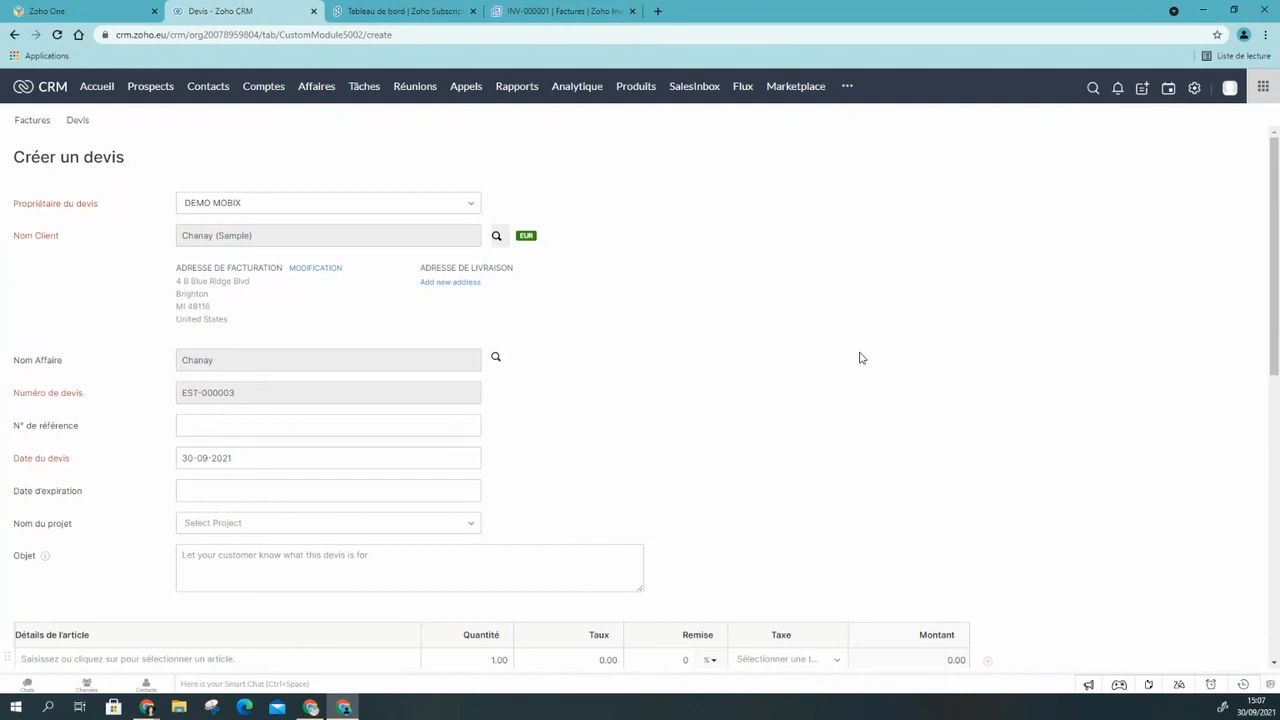 Zoho One
Devis - Zoho CRM
Tableau de bord | Zoho Subscript
INV-000001 | Factures | Zoho Inv
crm.zoho.eu/crm/org20078959804/tab/CustomModule5002/create
Applications
Liste de lecture
CRM Accueil Prospects Contacts Comptes Affaires Tâches Réunions Appels Rapports Analytique Produits SalesInbox Flux Marketplace
Factures Devis
Créer un devis
Propriétaire du devis DEMO MOBIX
Nom Client Chanay (Sample) EUR
ADRESSE DE FACTURATION MODIFICATION ADRESSE DE LIVRAISON
4 B Blue Ridge Blvd Add new address
Brighton
MI 48116
United States
Nom Affaire Chanay
Numéro de devis EST-000003
N° de référence
Date du devis 30-09-2021
Date d'expiration
Nom du projet Select Project
Objet Let your customer know what this devis is for
Détails de l'article Quantité Taux Remise Taxe Montant
Saisissez ou cliquez sur pour sélectionner un article. 1.00 0.00 0 % Sélectionner une t... 0.00
Chats Channels Contacts Here is your Smart Chat (Ctrl+Space)
15:07
30/09/2021